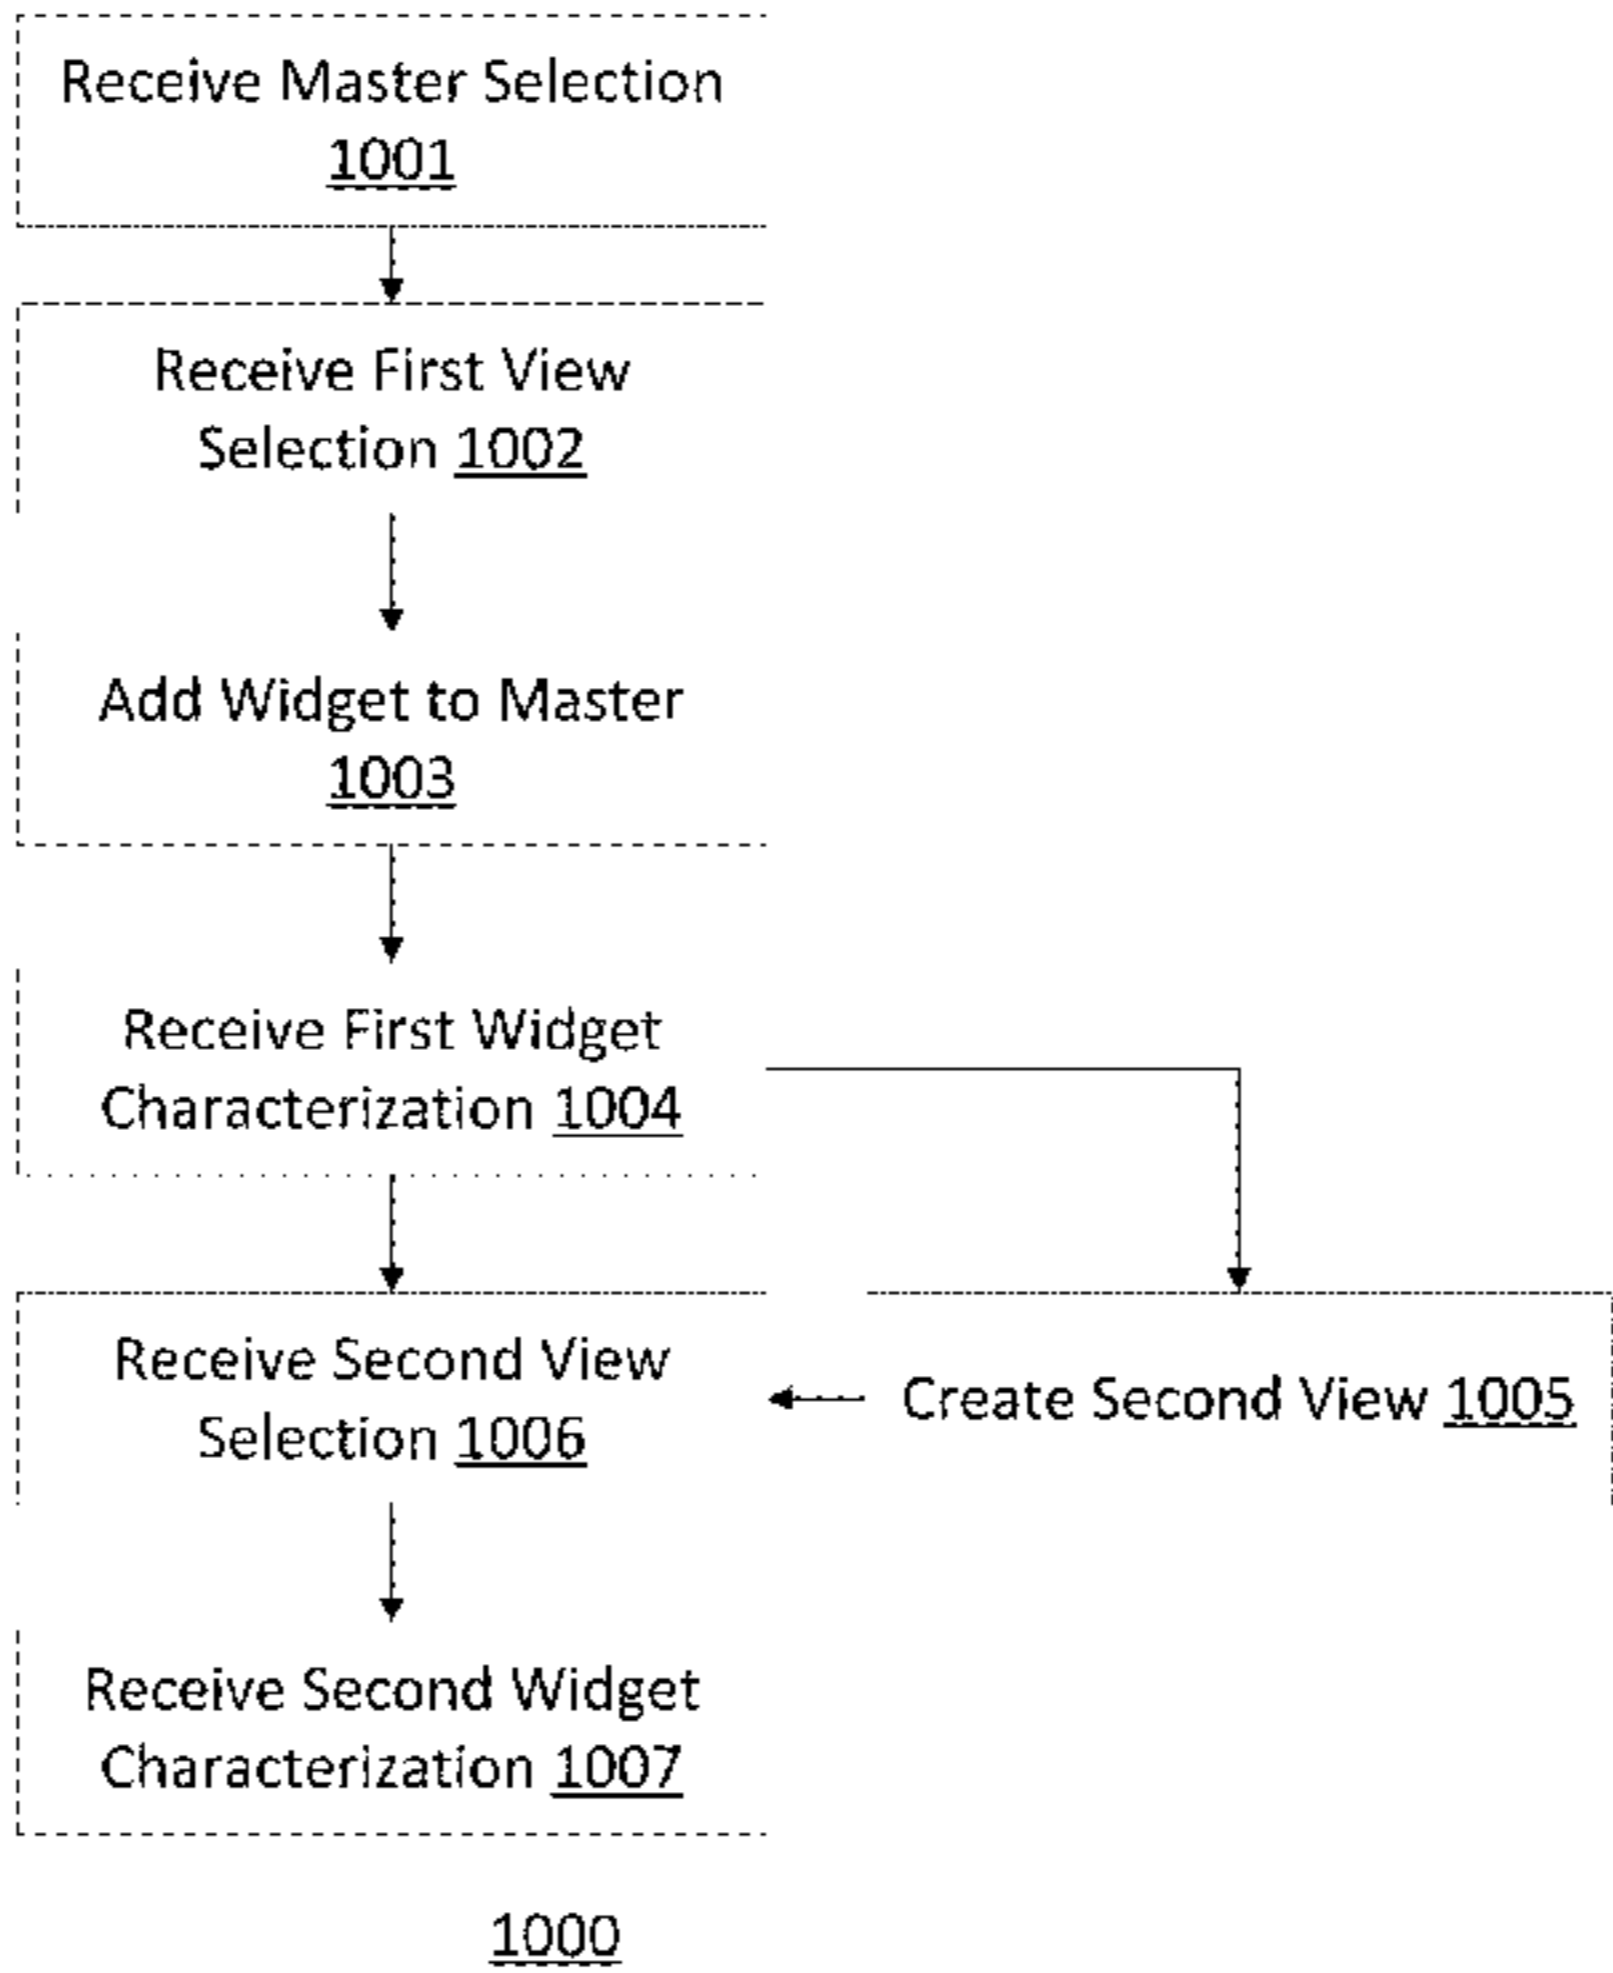 Receive Master Selection
1001
Receive First View
Selection 1002
Add Widget to Master
1003
Receive First Widget
Characterization 1004
Receive Second View
Selection 1006
Create Second View 1005
Receive Second Widget
Characterization 1007
1000